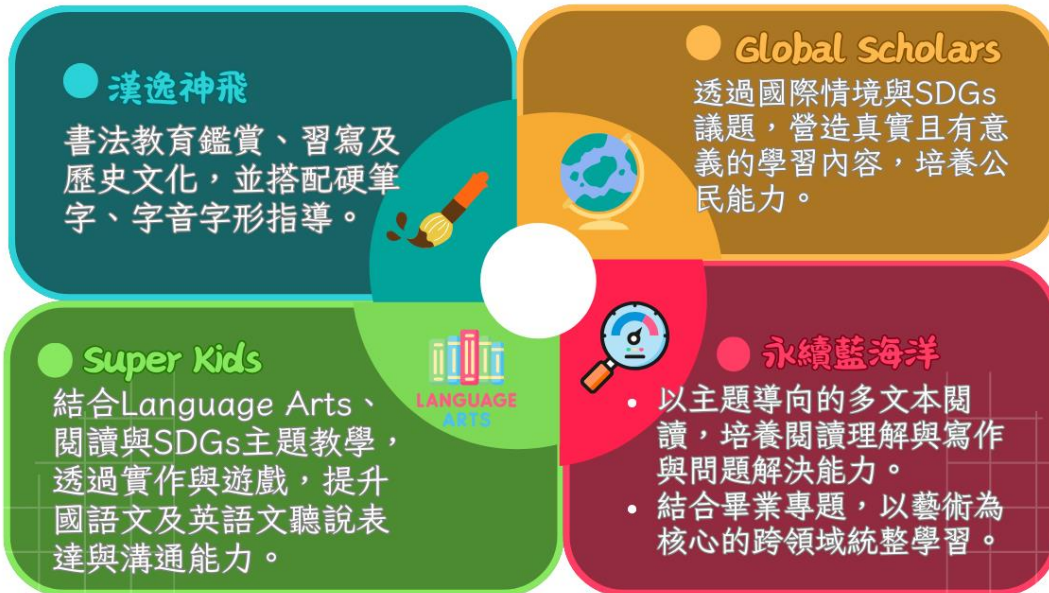 漢逸神飛
書法教育鑑賞、習寫及
歷史文化，並搭配硬筆
字、字音字形指導。
Global Scholars
透過國際情境與SDGs
議題，營造真實且有意
義的學習內容，培養公
民能力。
Super Kids
結合Language Arts、
閱讀與SDGs主題教學，
透過實作與遊戲，提升
國語文及英語文聽說表
達與溝通能力。
LANGUAGE
ARTS
永續藍海洋
• 以主題導向的多文本閱
讀，培養閱讀理解與寫作
與問題解決能力。
• 結合畢業專題，以藝術為
核心的跨領域統整學習。